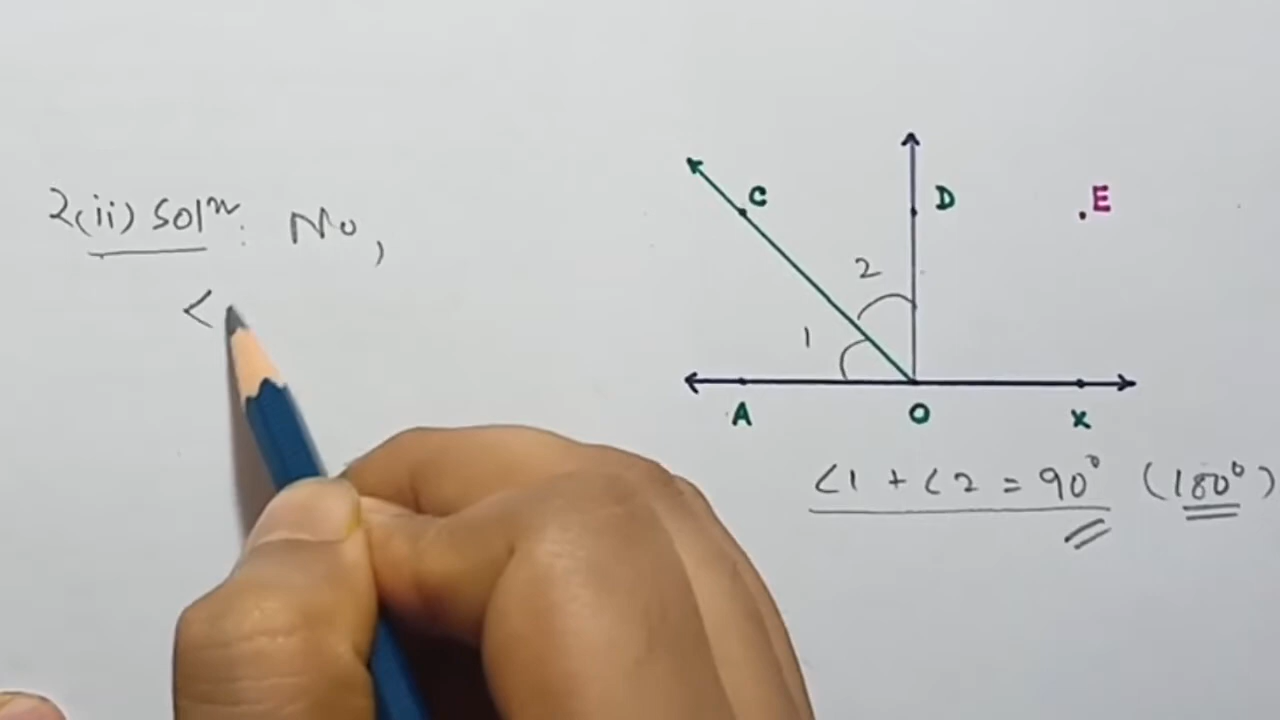 2(ii) Solⁿ: No,
<
C D E
2
1
A O X
∠1 + ∠2 = 90° (180°)